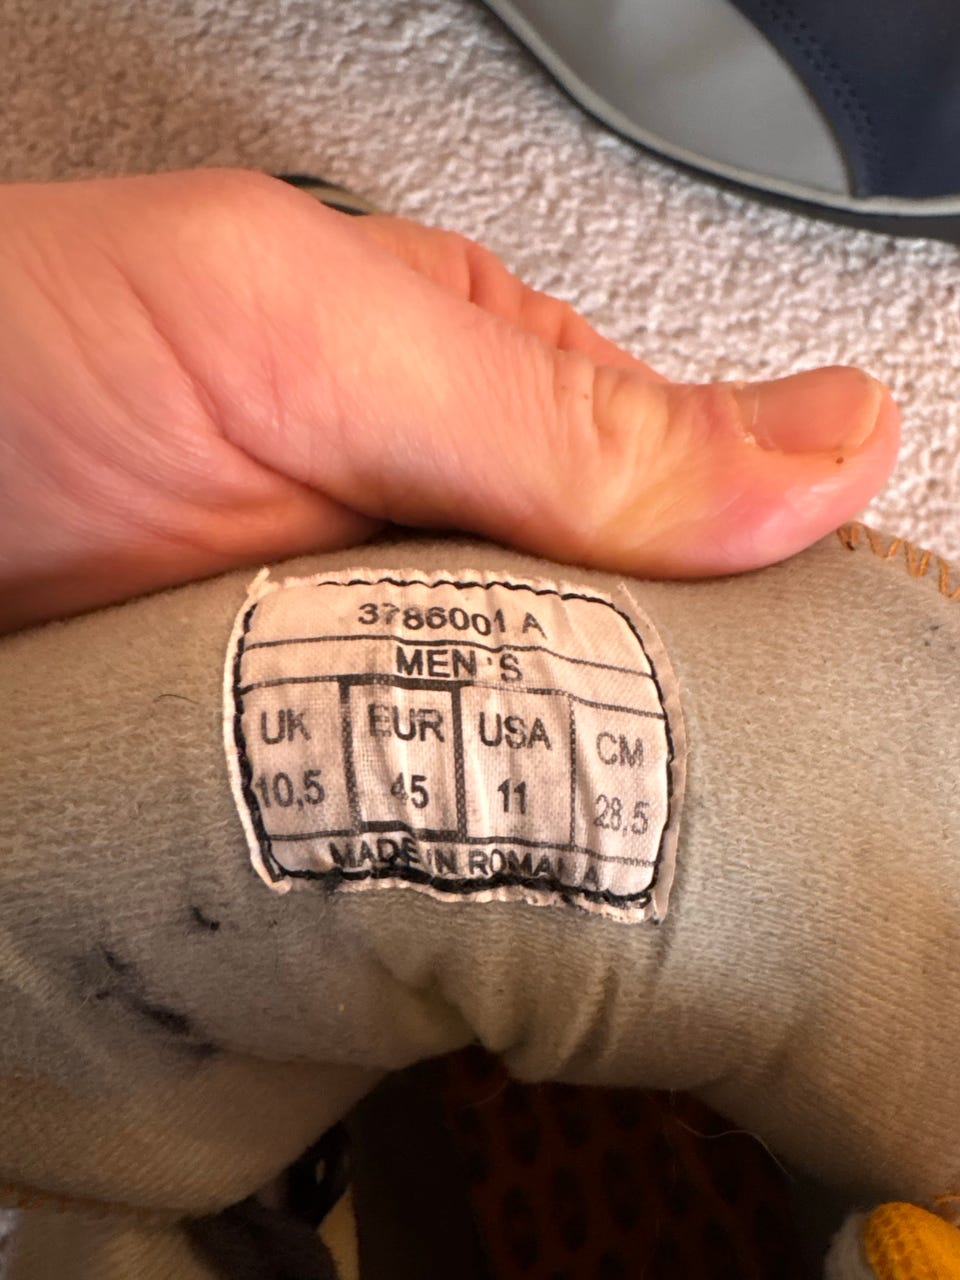 3786001 A
MEN'S
UK EUR USA CM
10,5 45 11 28,5
MADE IN ROMANIA